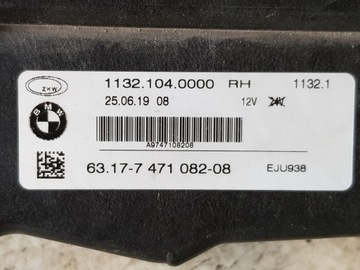 ZKW
1132.104.0000 RH 1132.1
25.06.19 08 12V
BMW
A9747108208
63.17-7 471 082-08 EJU938